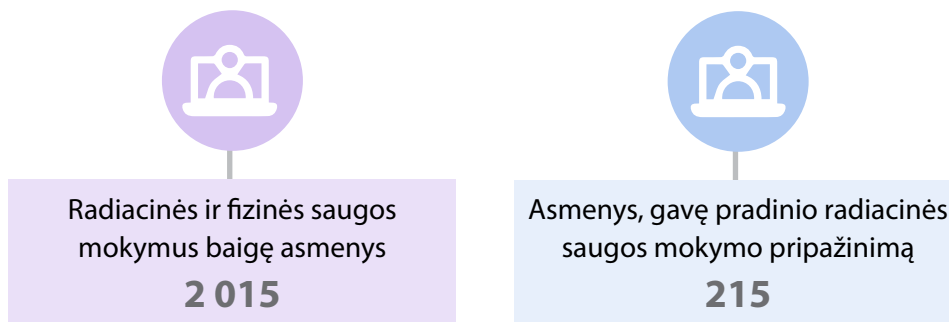 Radiacinės ir fizinės saugos
mokymus baigę asmenys
2 015
Asmenys, gavę pradinio radiacinės
saugos mokymo pripažinimą
215